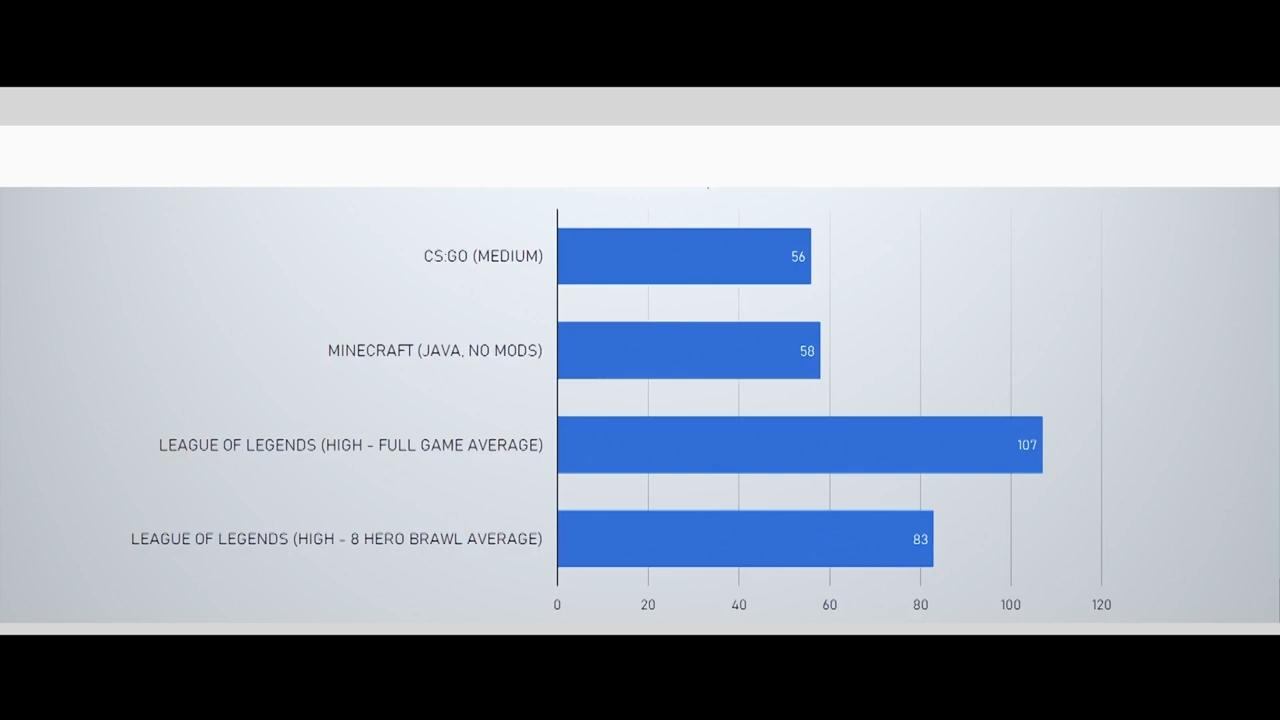 CS:GO (MEDIUM) 56
MINECRAFT (JAVA, NO MODS) 58
LEAGUE OF LEGENDS (HIGH - FULL GAME AVERAGE) 107
LEAGUE OF LEGENDS (HIGH - 8 HERO BRAWL AVERAGE) 83
0 20 40 60 80 100 120